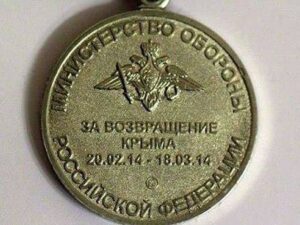 МИНИСТЕРСТВО ОБОРОНЫ
ЗА ВОЗВРАЩЕНИЕ
КРЫМА
20.02.14 - 18.03.14
РОССИЙСКОЙ ФЕДЕРАЦИИ